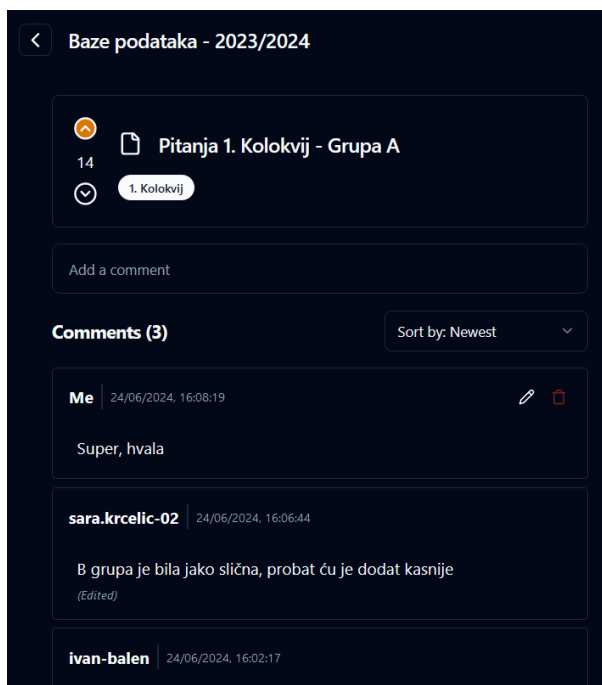 Baze podataka - 2023/2024
Pitanja 1. Kolokvij - Grupa A
14
1. Kolokvij
Add a comment
Comments (3)
Sort by: Newest
Me 24/06/2024, 16:08:19
Super, hvala
sara.krcelic-02 24/06/2024, 16:06:44
B grupa je bila jako slična, probat ću je dodat kasnije
(Edited)
ivan-balen 24/06/2024, 16:02:17